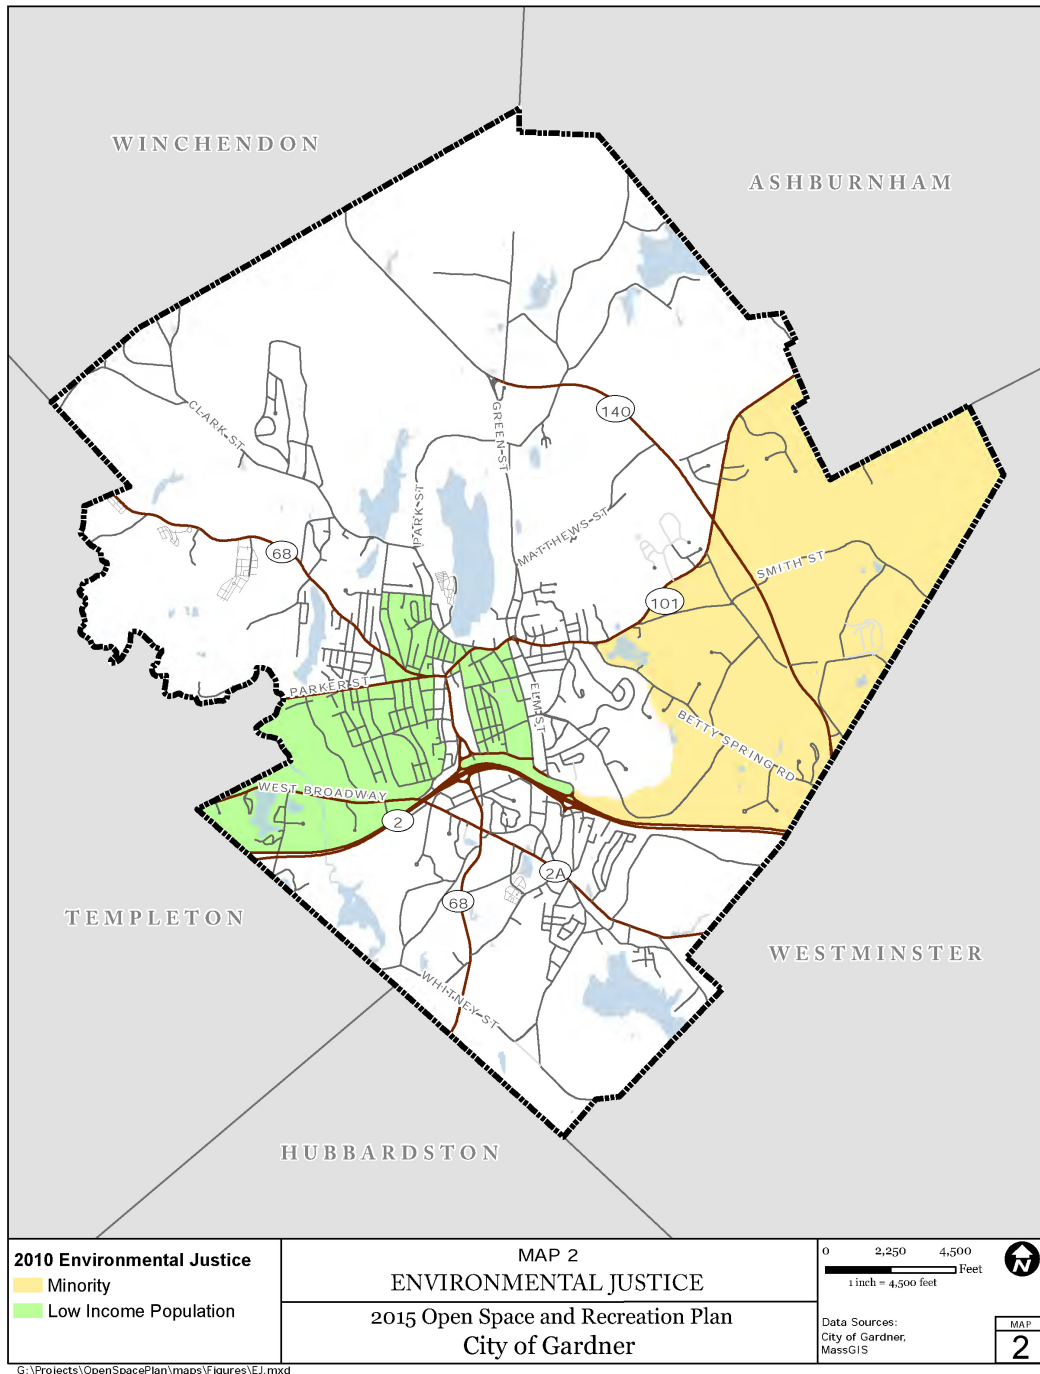 WINCHENDON
ASHBURNHAM
CLARK ST
GREEN ST
140
PARK ST
MATTHEWS ST
68
SMITH ST
101
PARKER ST
ELM ST
BETTY SPRING RD
WEST BROADWAY
2
2A
68
TEMPLETON
WESTMINSTER
WHITNEY ST
HUBBARDSTON
2010 Environmental Justice
Minority
Low Income Population
MAP 2
ENVIRONMENTAL JUSTICE
2015 Open Space and Recreation Plan
City of Gardner
0 2,250 4,500
Feet
1 inch = 4,500 feet
N
Data Sources:
City of Gardner,
MassGIS
MAP
2
G:\Projects\OpenSpacePlan\maps\Figures\EJ.mxd